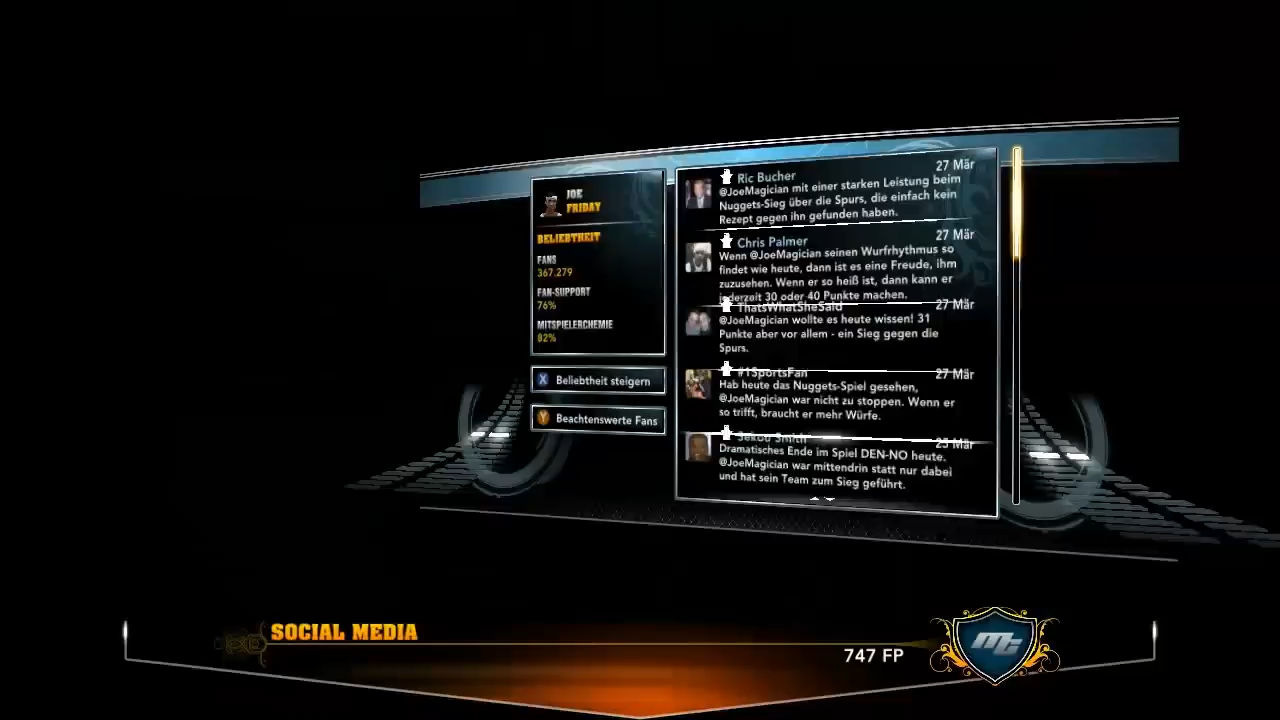 JOE
FRIDAY
BELIEBTHEIT
FANS
367.279
FAN-SUPPORT
76%
MITSPIELERCHEMIE
82%
X Beliebtheit steigern
Y Beachtenswerte Fans
Ric Bucher 27 Mär
@JoeMagician mit einer starken Leistung beim
Nuggets-Sieg über die Spurs, die einfach kein
Rezept gegen ihn gefunden haben.
Chris Palmer 27 Mär
Wenn @JoeMagician seinen Wurfrhythmus so
findet wie heute, dann ist es eine Freude, ihm
zuzusehen. Wenn er so heiß ist, dann kann er
jederzeit 30 oder 40 Punkte machen.
ThatsWhatSheSaid 27 Mär
@JoeMagician wollte es heute wissen! 31
Punkte aber vor allem - ein Sieg gegen die
Spurs.
#1SportsFan 27 Mär
Hab heute das Nuggets-Spiel gesehen,
@JoeMagician war nicht zu stoppen. Wenn er
so trifft, braucht er mehr Würfe.
Sekou Smith 25 Mär
Dramatisches Ende im Spiel DEN-NO heute.
@JoeMagician war mittendrin statt nur dabei
und hat sein Team zum Sieg geführt.
SOCIAL MEDIA
747 FP
MC